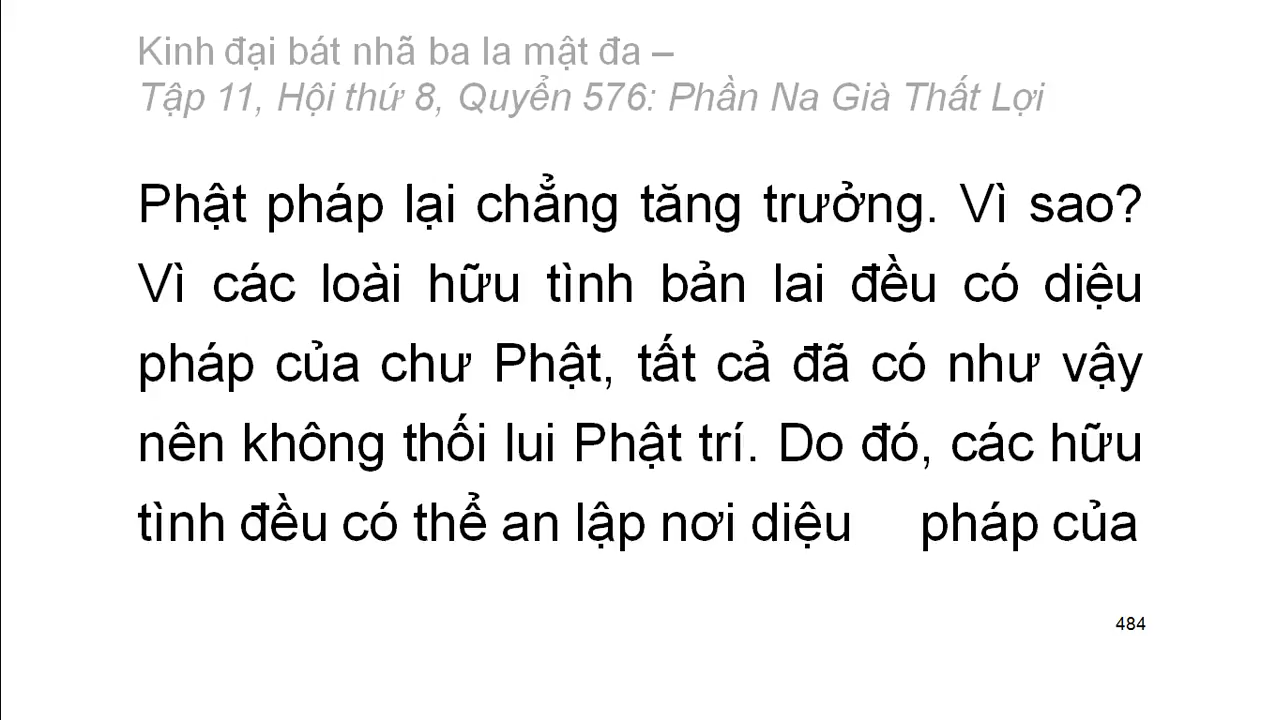 Kinh đại bát nhã ba la mật đa –
Tập 11, Hội thứ 8, Quyển 576: Phần Na Già Thất Lợi
Phật pháp lại chẳng tăng trưởng. Vì sao?
Vì các loài hữu tình bản lai đều có diệu
pháp của chư Phật, tất cả đã có như vậy
nên không thối lui Phật trí. Do đó, các hữu
tình đều có thể an lập nơi diệu pháp của
484